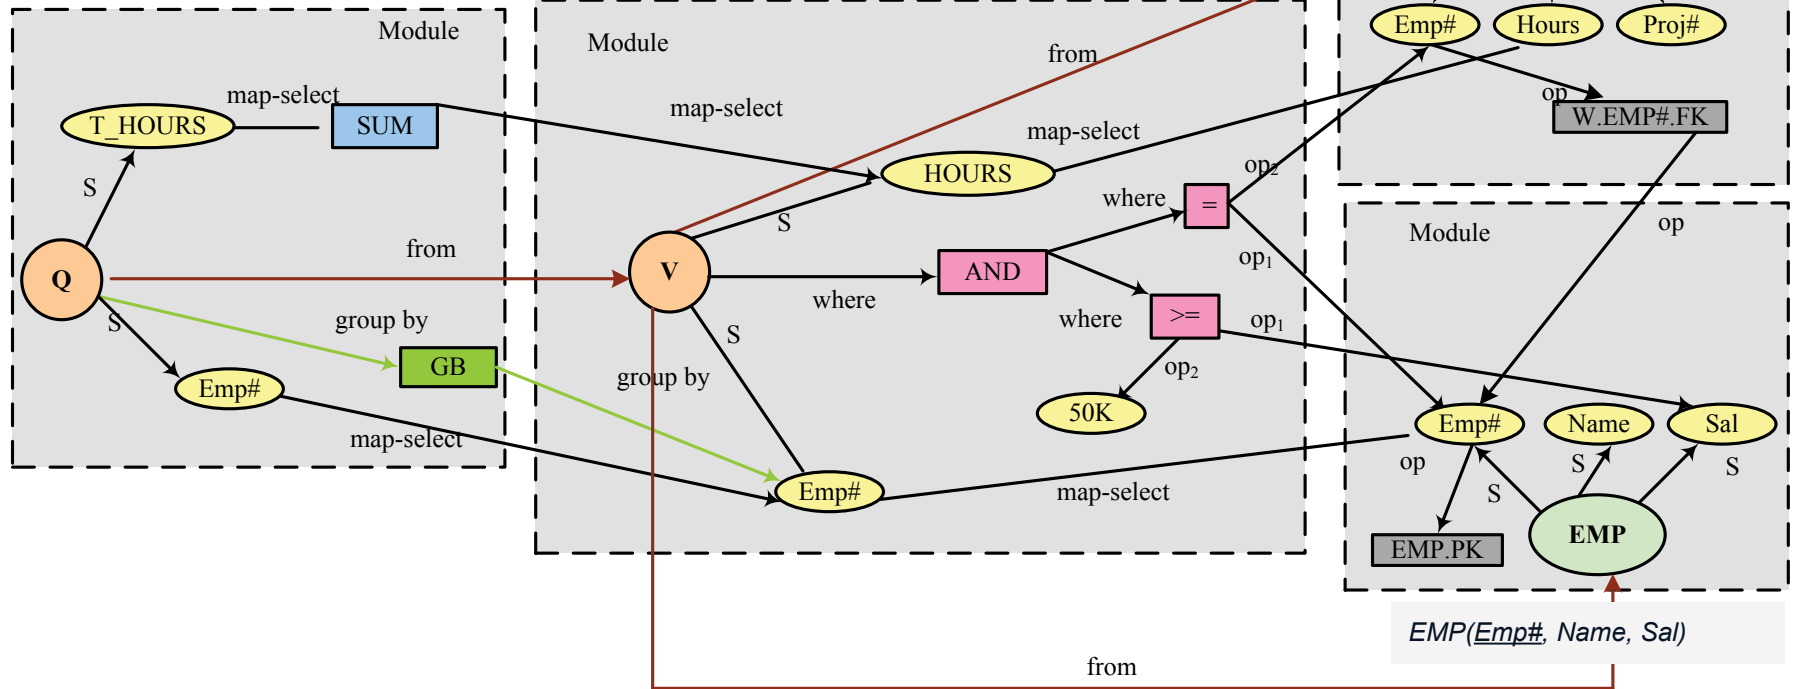 Emp#
Hours
Proj#
Module
Module
from
map-select
map-select
op
T_HOURS
SUM
map-select
W.EMP#.FK
op₂
HOURS
S
where
=
S
op
Module
from
Q
V
AND
op₁
where
where
>=
op₁
S
group by
S
op₂
GB
group by
Emp#
50K
Emp#
Name
Sal
map-select
op
S
S
Emp#
map-select
S
EMP
EMP.PK
EMP(Emp#, Name, Sal)
from